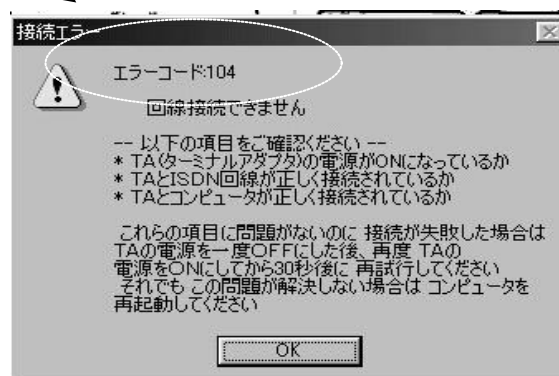 接続エラー
エラーコード:104
回線接続できません
-- 以下の項目をご確認ください --
* TA(ターミナルアダプタ)の電源がONになっているか
* TAとISDN回線が正しく接続されているか
* TAとコンピュータが正しく接続されているか
これらの項目に問題がないのに 接続が失敗した場合は
TAの電源を一度OFFにした後、再度 TAの
電源をONにしてから30秒後に 再試行してください
それでも この問題が解決しない場合は コンピュータを
再起動してください
OK